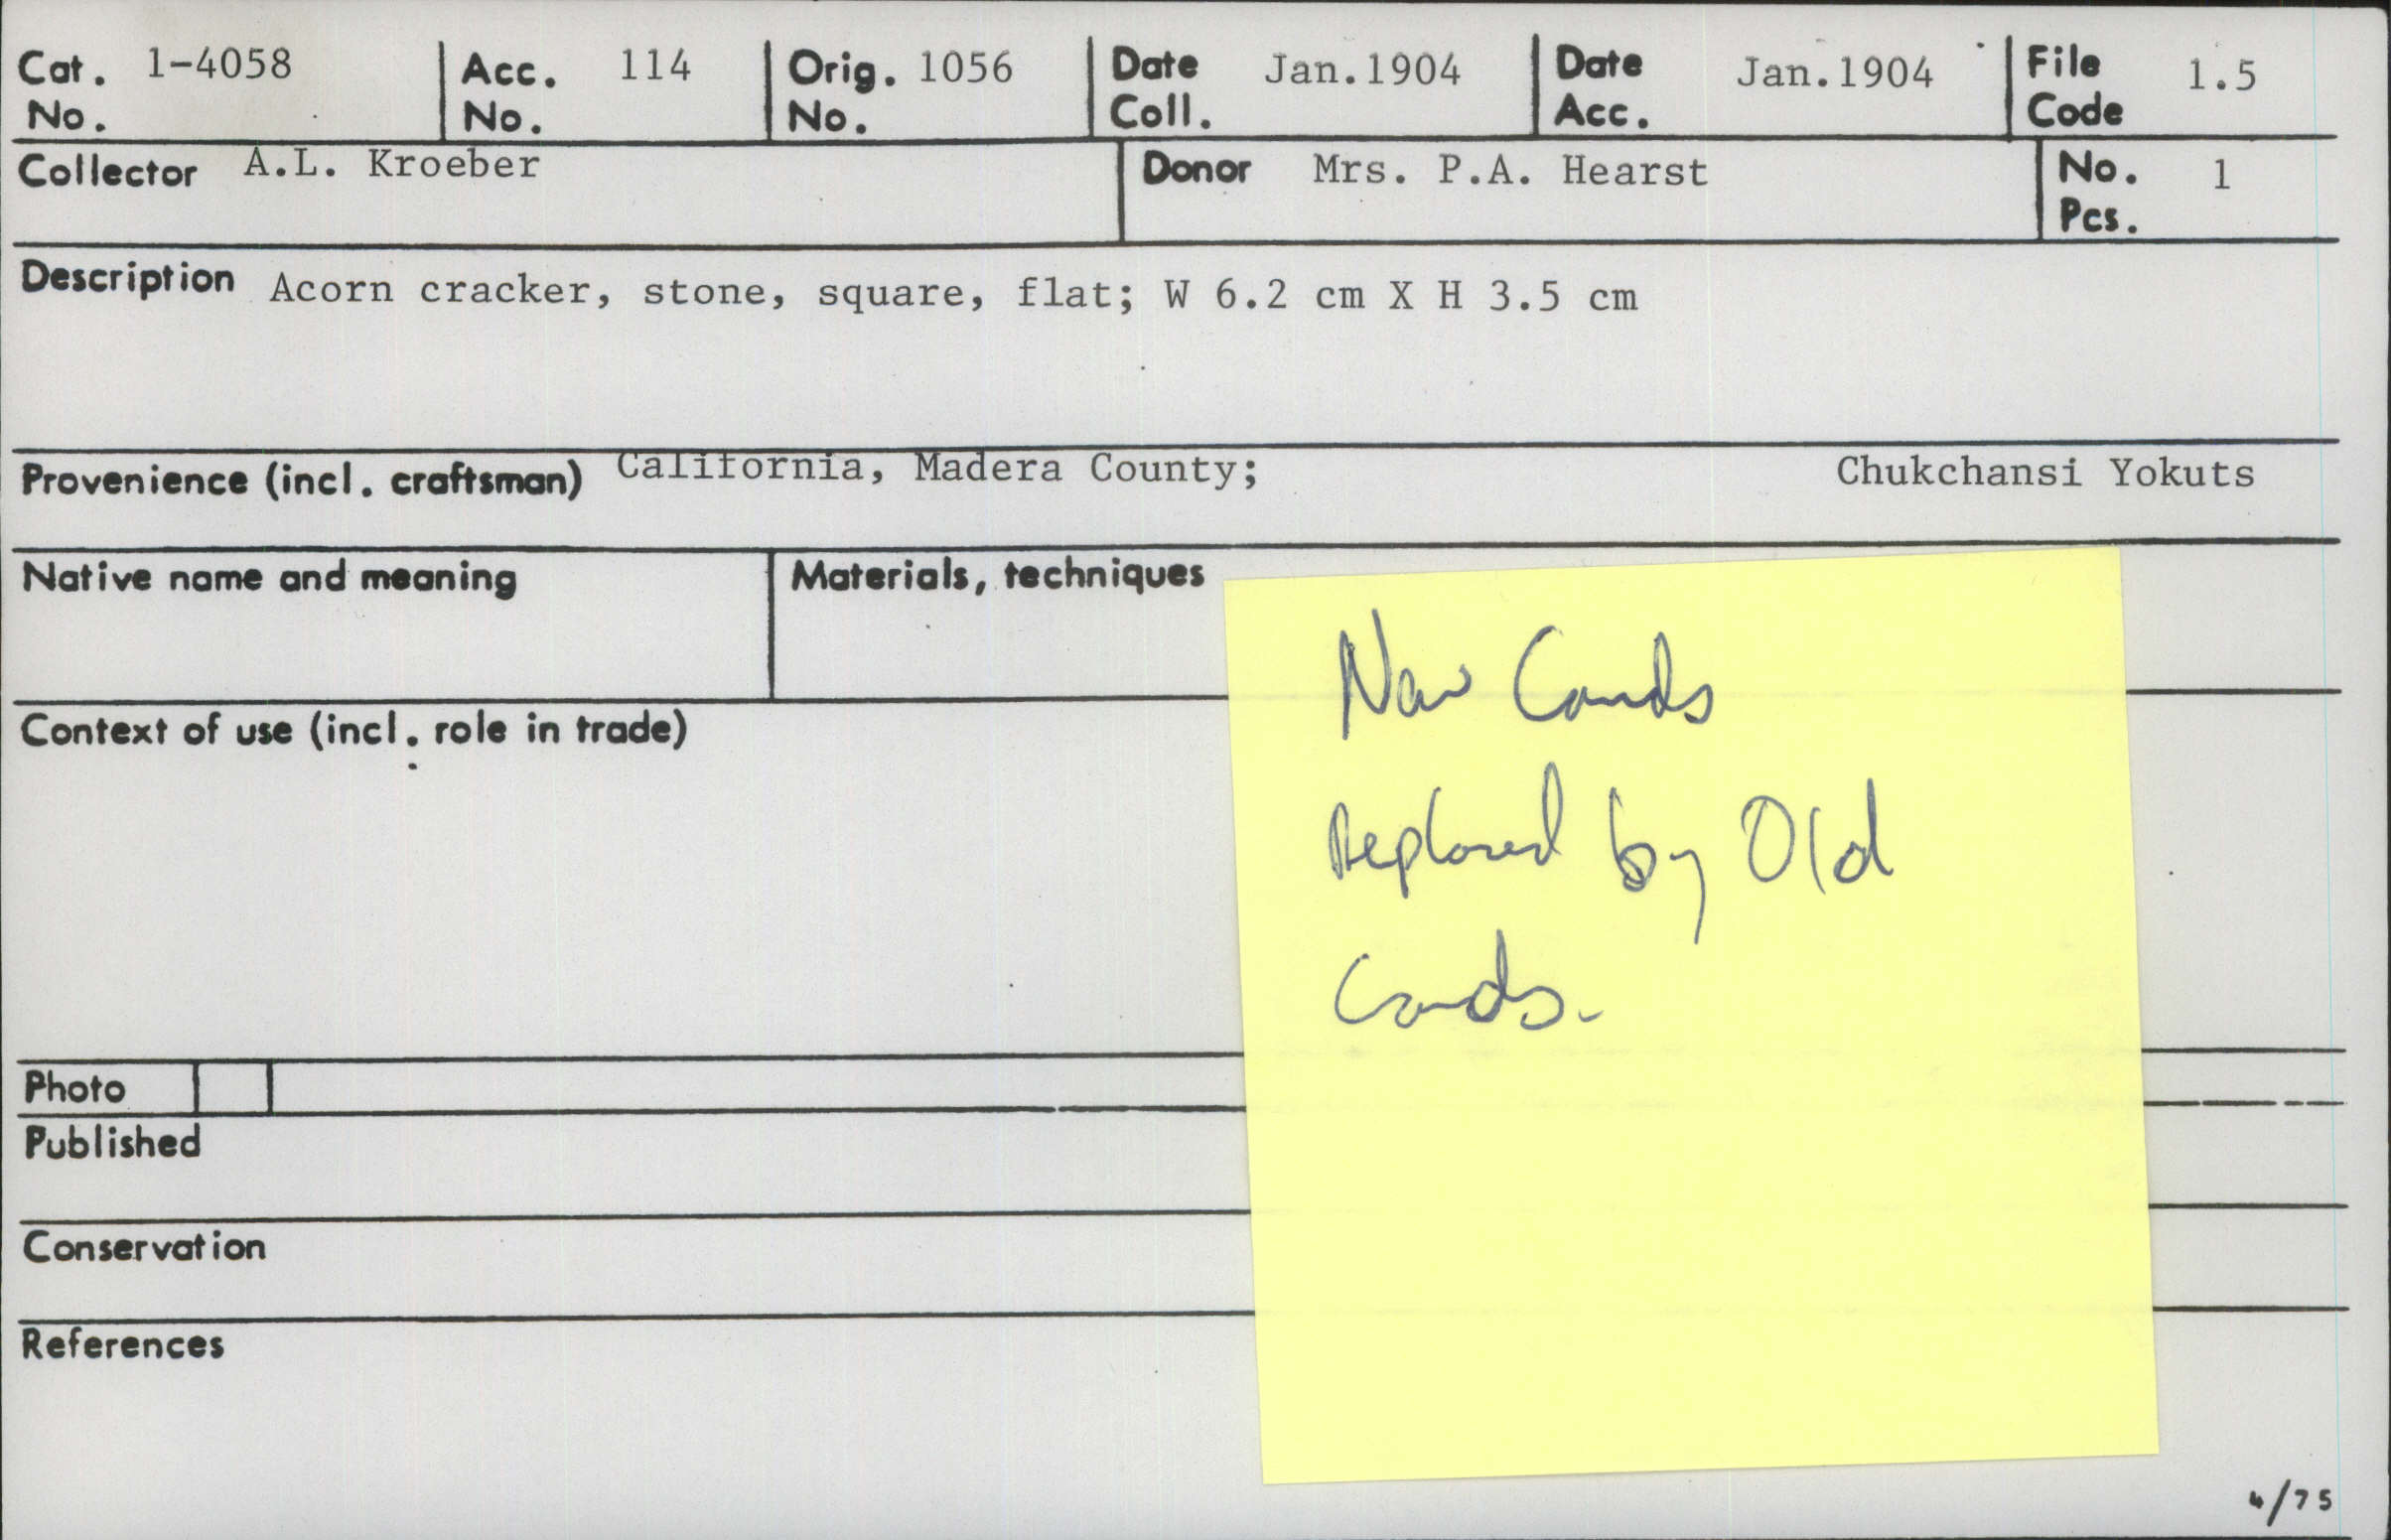 Cat. No. 1-4058 Acc. No. 114 Orig. No. 1056 Date Coll. Jan.1904 Date Acc. Jan.1904 File Code 1.5
Collector A.L. Kroeber Donor Mrs. P.A. Hearst No. Pcs. 1
Description Acorn cracker, stone, square, flat; W 6.2 cm X H 3.5 cm
Provenience (incl. craftsman) California, Madera County; Chukchansi Yokuts
Native name and meaning Materials, techniques
New Cards
Replaced by Old
Cards.
Context of use (incl. role in trade)
Photo
Published
Conservation
References
4/75